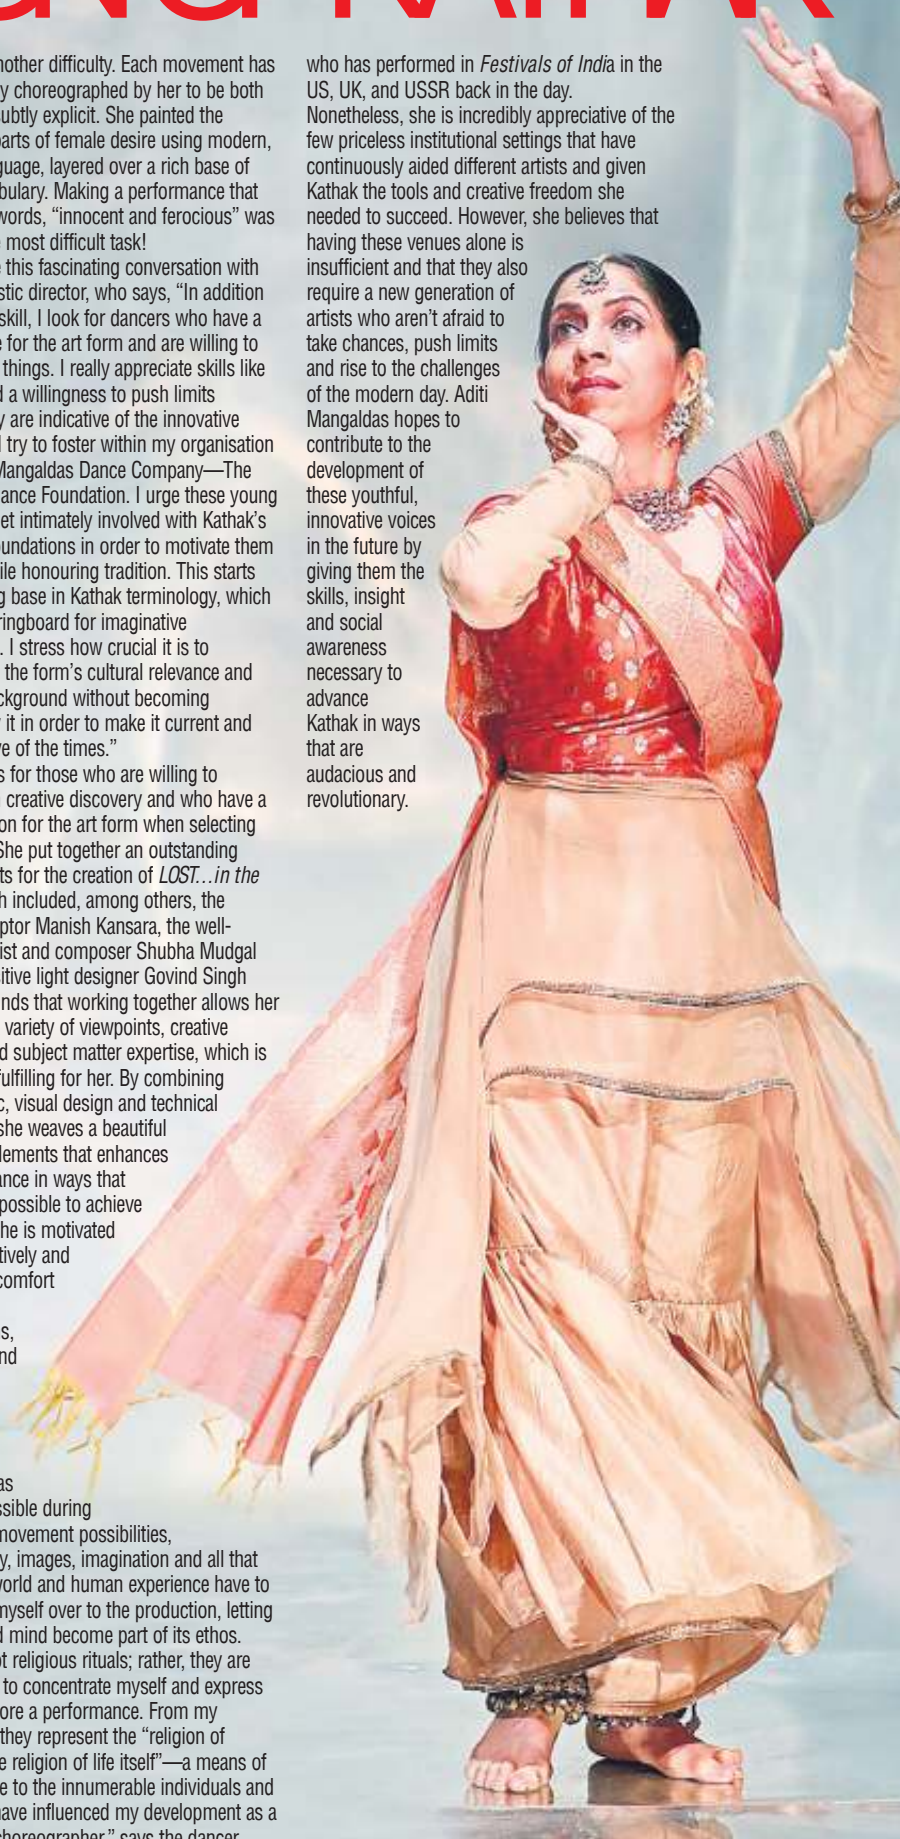 nother difficulty. Each movement has
y choreographed by her to be both
subtly explicit. She painted the
arts of female desire using modern,
guage, layered over a rich base of
bulary. Making a performance that
words, “innocent and ferocious” was
most difficult task!
this fascinating conversation with
stic director, who says, “In addition
skill, I look for dancers who have a
for the art form and are willing to
things. I really appreciate skills like
d a willingness to push limits
y are indicative of the innovative
I try to foster within my organisation
Mangaldas Dance Company—The
ance Foundation. I urge these young
et intimately involved with Kathak’s
oundations in order to motivate them
ile honouring tradition. This starts
g base in Kathak terminology, which
ringboard for imaginative
. I stress how crucial it is to
the form’s cultural relevance and
ckground without becoming
it in order to make it current and
ve of the times.”
s for those who are willing to
creative discovery and who have a
on for the art form when selecting
She put together an outstanding
ts for the creation of LOST…in the
h included, among others, the
ptor Manish Kansara, the well-
ist and composer Shubha Mudgal
sitive light designer Govind Singh
nds that working together allows her
variety of viewpoints, creative
d subject matter expertise, which is
fulfilling for her. By combining
c, visual design and technical
she weaves a beautiful
lements that enhances
ance in ways that
possible to achieve
he is motivated
tively and
comfort
s,
nd
as
ssible during
movement possibilities,
y, images, imagination and all that
world and human experience have to
myself over to the production, letting
d mind become part of its ethos.
ot religious rituals; rather, they are
to concentrate myself and express
ore a performance. From my
they represent the “religion of
e religion of life itself”—a means of
e to the innumerable individuals and
have influenced my development as a
choreographer,” says the dancer
who has performed in Festivals of India in the
US, UK, and USSR back in the day.
Nonetheless, she is incredibly appreciative of the
few priceless institutional settings that have
continuously aided different artists and given
Kathak the tools and creative freedom she
needed to succeed. However, she believes that
having these venues alone is
insufficient and that they also
require a new generation of
artists who aren’t afraid to
take chances, push limits
and rise to the challenges
of the modern day. Aditi
Mangaldas hopes to
contribute to the
development of
these youthful,
innovative voices
in the future by
giving them the
skills, insight
and social
awareness
necessary to
advance
Kathak in ways
that are
audacious and
revolutionary.